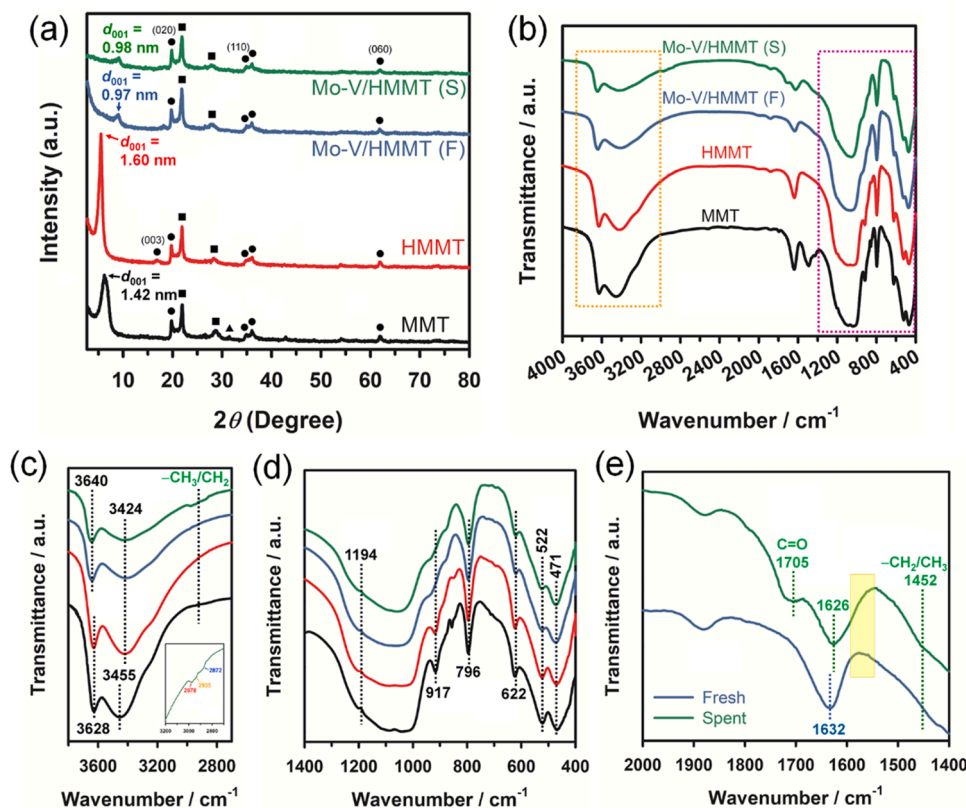 (a)
d001 =
0.98 nm
(020)
(110)
(060)
Mo-V/HMMT (S)
d001 =
0.97 nm
Mo-V/HMMT (F)
d001 =
1.60 nm
(003)
HMMT
d001 =
1.42 nm
MMT
Intensity (a.u.)
10 20 30 40 50 60 70 80
2θ (Degree)
(b)
Mo-V/HMMT (S)
Mo-V/HMMT (F)
HMMT
MMT
Transmittance / a.u.
4000 3600 3200 2800 2400 2000 1600 1200 800 400
Wavenumber / cm-1
(c)
3640
–CH3/CH2
3424
3455
3628
2978
2935
2872
3000 2800
Transmittance / a.u.
3600 3200 2800
Wavenumber / cm-1
(d)
1194
522
471
917
796
622
Transmittance / a.u.
1400 1200 1000 800 600 400
Wavenumber / cm-1
(e)
C=O
1705
–CH2/CH3
1452
1626
1632
Fresh
Spent
Transmittance / a.u.
2000 1900 1800 1700 1600 1500 1400
Wavenumber / cm-1